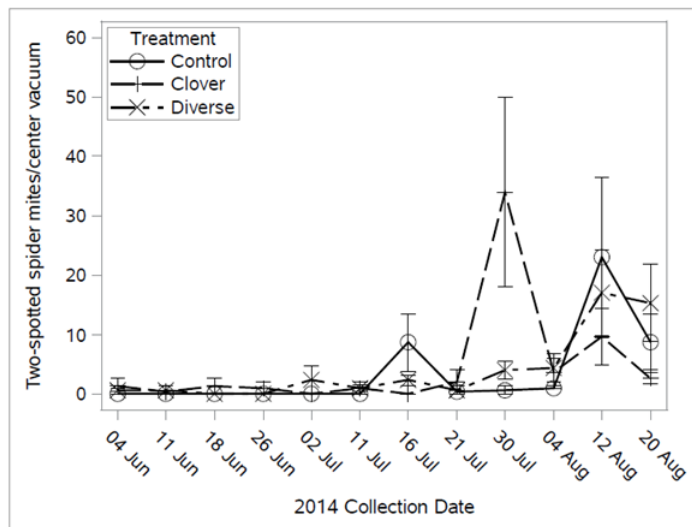 60
50
40
30
20
10
0
Two-spotted spider mites/center vacuum
Treatment
Control
Clover
Diverse
04 Jun
11 Jun
18 Jun
26 Jun
02 Jul
11 Jul
16 Jul
21 Jul
30 Jul
04 Aug
12 Aug
20 Aug
2014 Collection Date